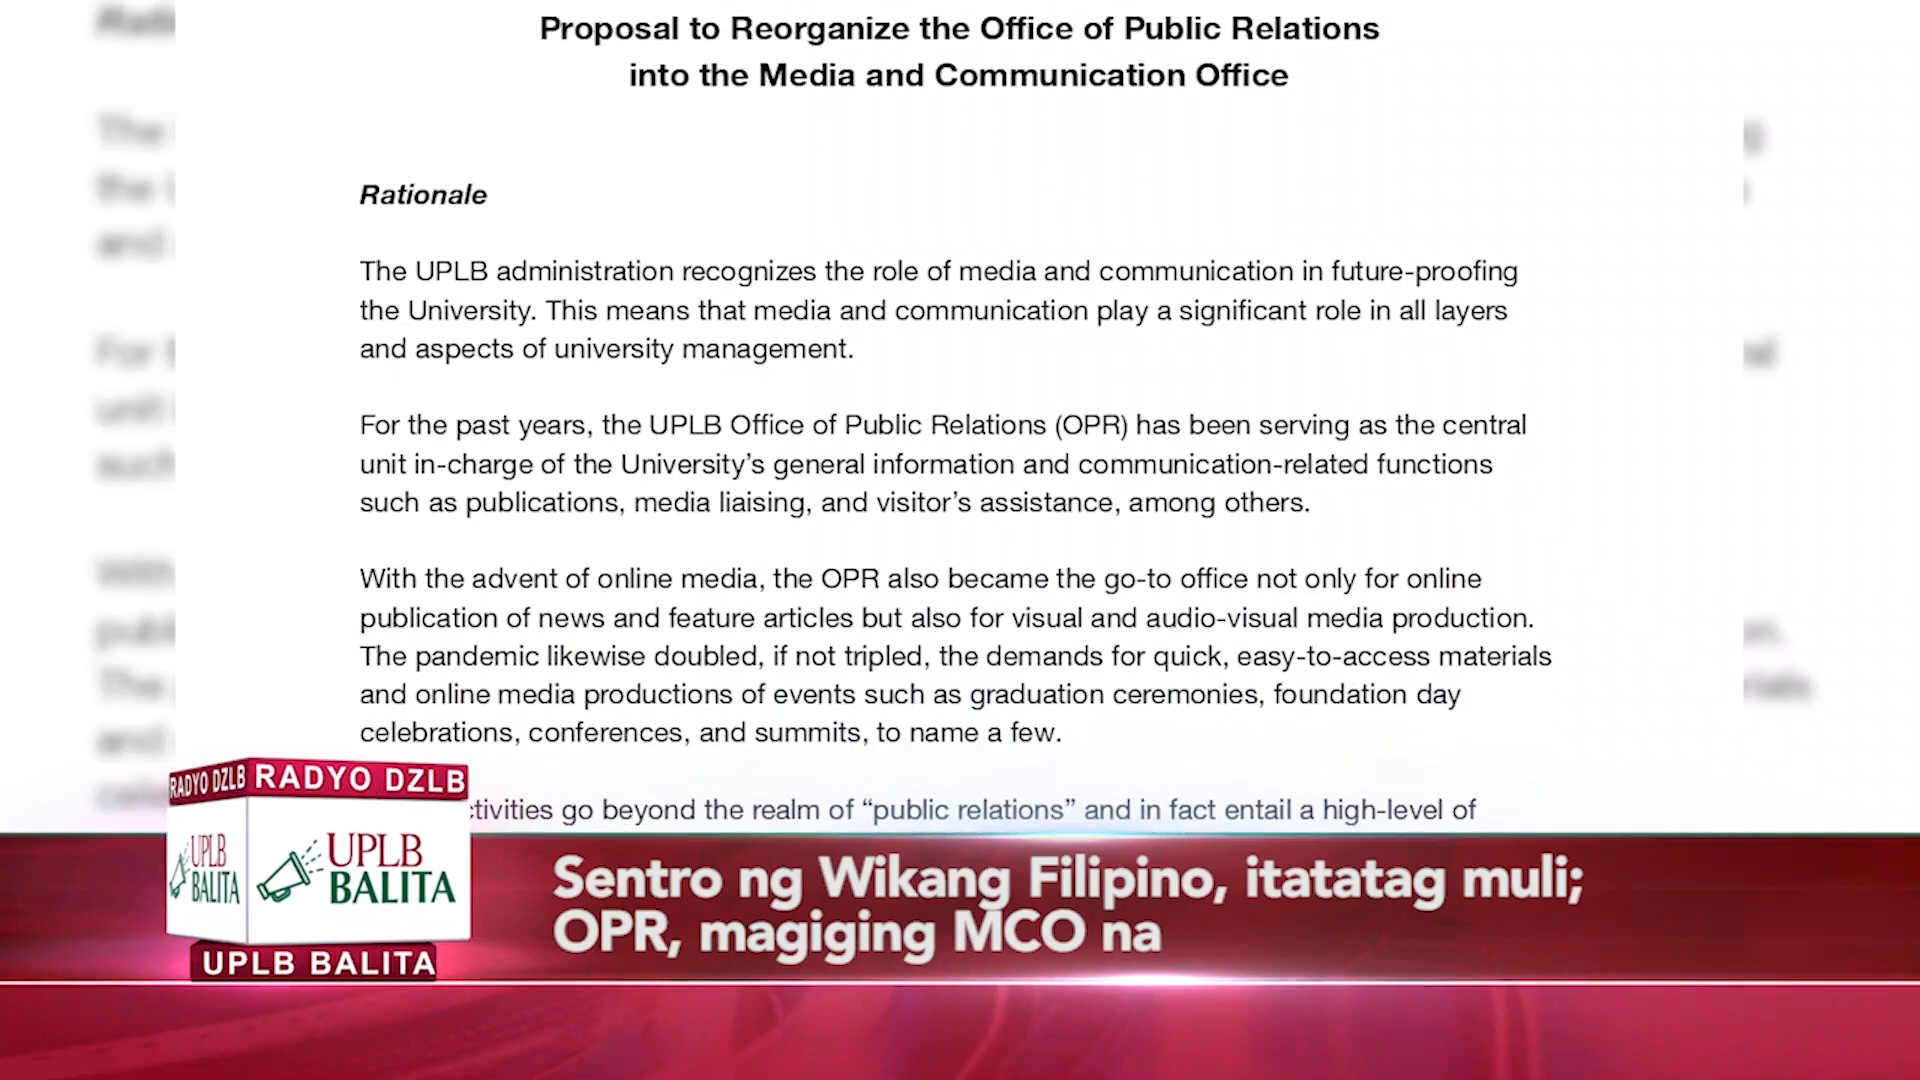 Proposal to Reorganize the Office of Public Relations
into the Media and Communication Office
Rationale
The UPLB administration recognizes the role of media and communication in future-proofing
the University. This means that media and communication play a significant role in all layers
and aspects of university management.
For the past years, the UPLB Office of Public Relations (OPR) has been serving as the central
unit in-charge of the University’s general information and communication-related functions
such as publications, media liaising, and visitor’s assistance, among others.
With the advent of online media, the OPR also became the go-to office not only for online
publication of news and feature articles but also for visual and audio-visual media production.
The pandemic likewise doubled, if not tripled, the demands for quick, easy-to-access materials
and online media productions of events such as graduation ceremonies, foundation day
celebrations, conferences, and summits, to name a few.
go beyond the realm of “public relations” and in fact entail a high-level of
RADYO DZLB RADYO DZLB
UPLB BALITA
UPLB BALITA
UPLB BALITA
Sentro ng Wikang Filipino, itatatag muli;
OPR, magiging MCO na